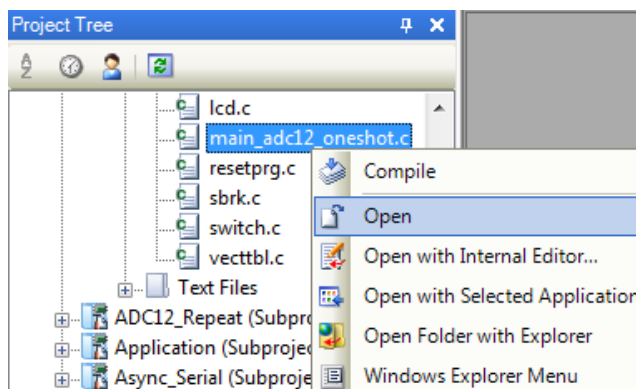 Project Tree
lcd.c
main_adc12_oneshot.c
resetprg.c
Compile
sbrk.c
switch.c
Open
vecttbl.c
Open with Internal Editor...
Text Files
Open with Selected Application
ADC12_Repeat (Subpro
Open Folder with Explorer
Application (Subprojec
Async_Serial (Subproje
Windows Explorer Menu